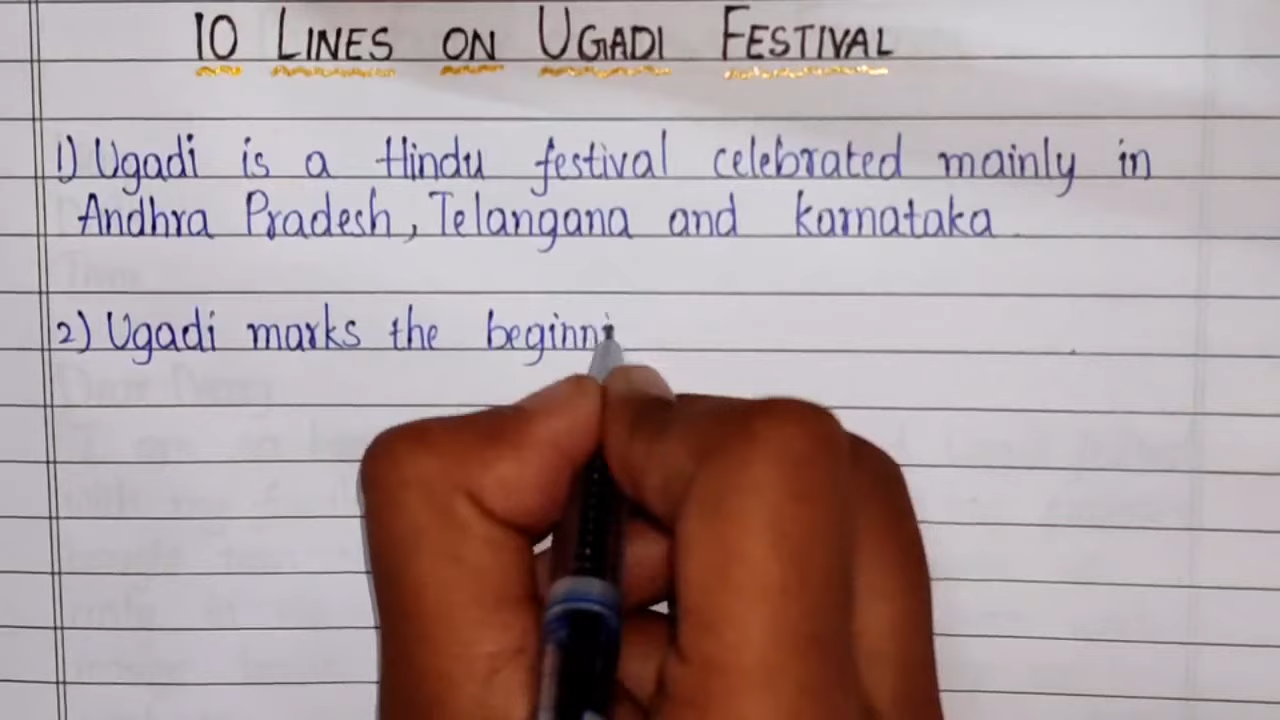 10 LINES ON UGADI FESTIVAL
1) Ugadi is a Hindu festival celebrated mainly in
Andhra Pradesh, Telangana and Karnataka
2) Ugadi marks the beginni